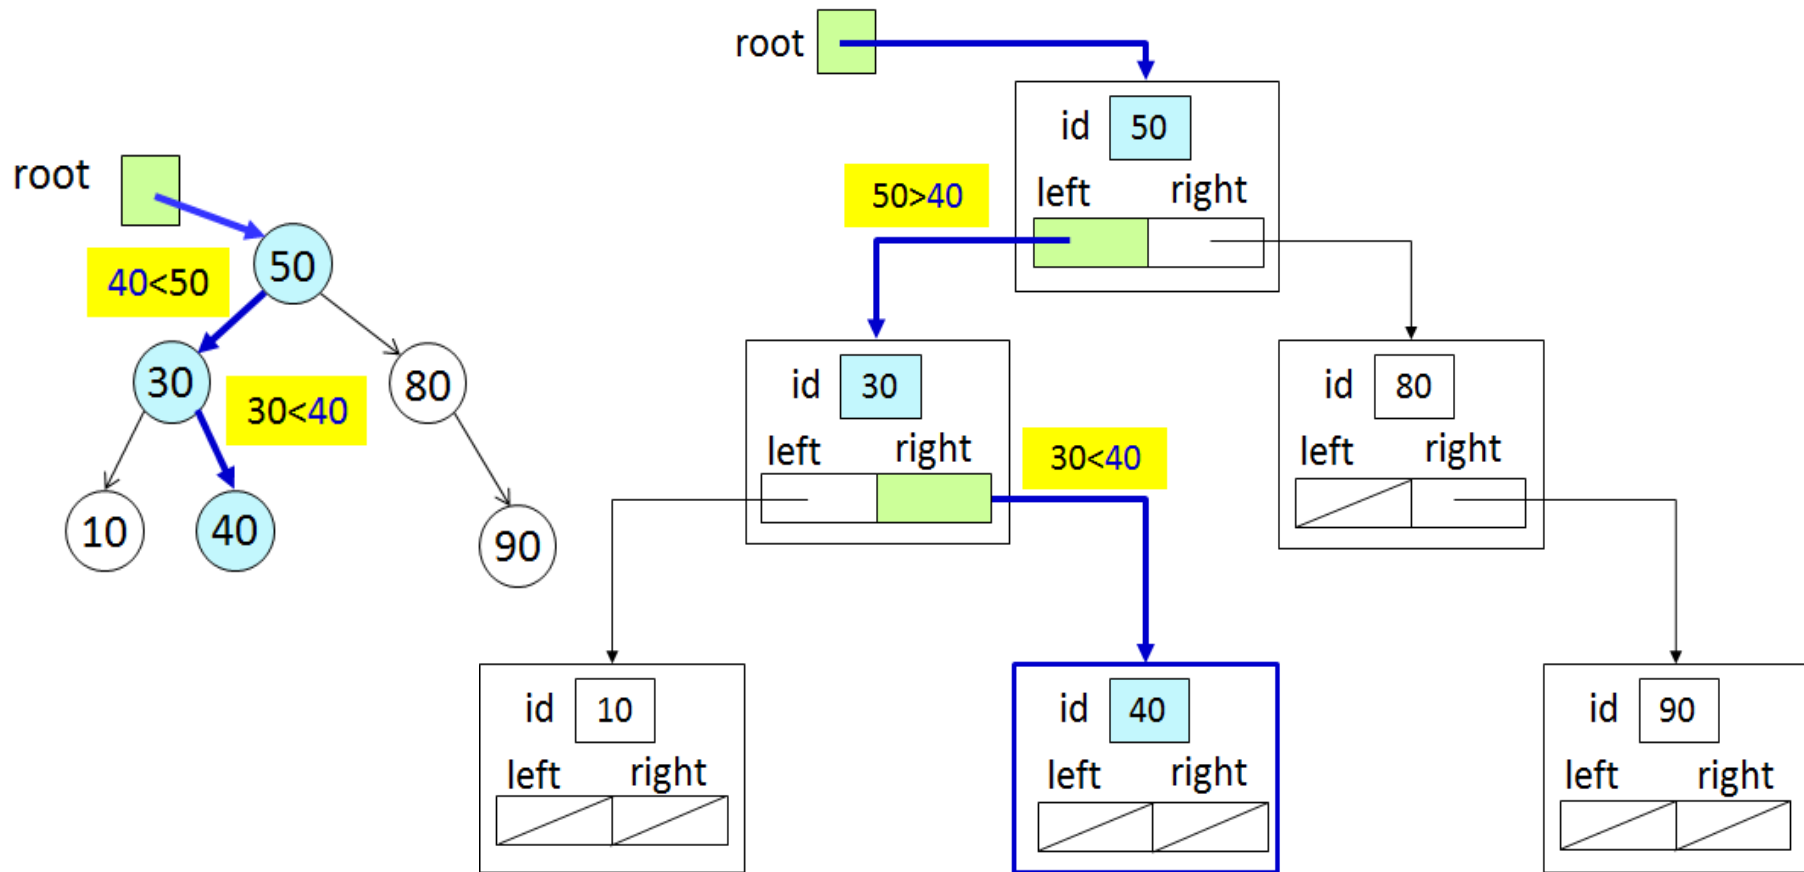 root
50
40<50
30
80
30<40
10
40
90
root
id 50
left right
50>40
id 30
left right
30<40
id 80
left right
id 10
left right
id 40
left right
id 90
left right